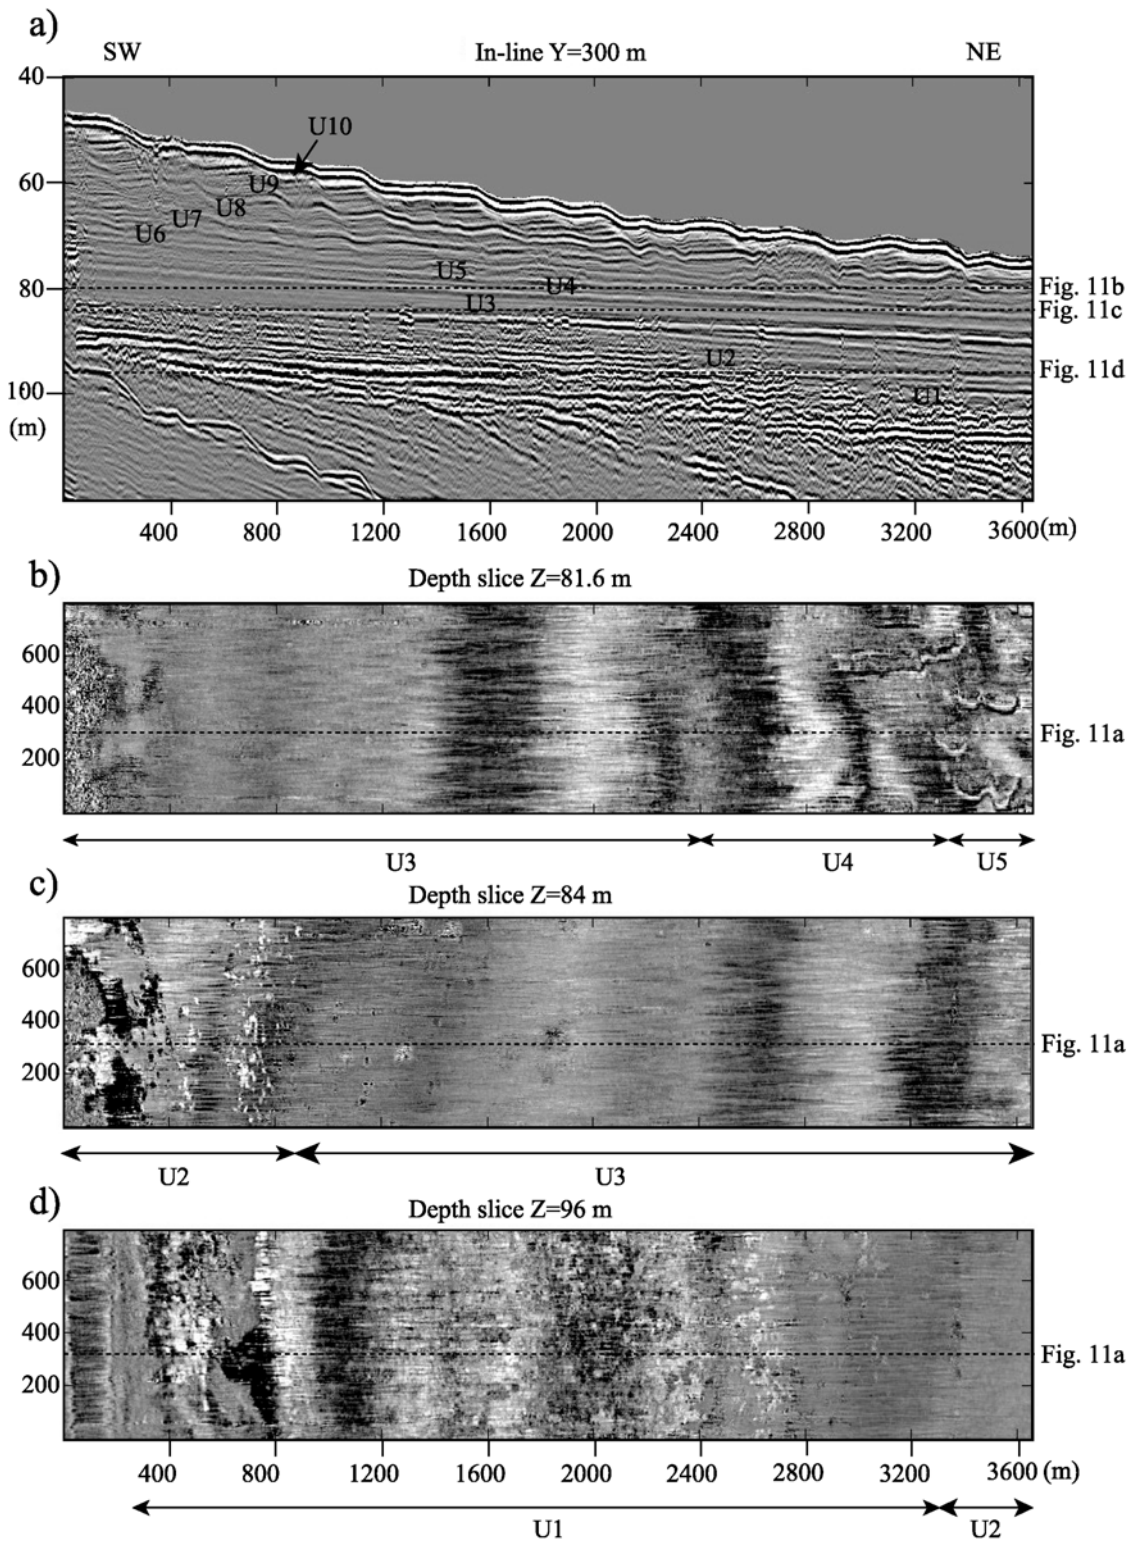 a)
SW In-line Y=300 m NE
40
60
80
100
(m)
U10
U9
U8
U7
U6
U5
U4
U3
U2
U1
Fig. 11b
Fig. 11c
Fig. 11d
400 800 1200 1600 2000 2400 2800 3200 3600 (m)
b)
Depth slice Z=81.6 m
600
400
200
Fig. 11a
U3 U4 U5
c)
Depth slice Z=84 m
600
400
200
Fig. 11a
U2 U3
d)
Depth slice Z=96 m
600
400
200
Fig. 11a
400 800 1200 1600 2000 2400 2800 3200 3600 (m)
U1 U2